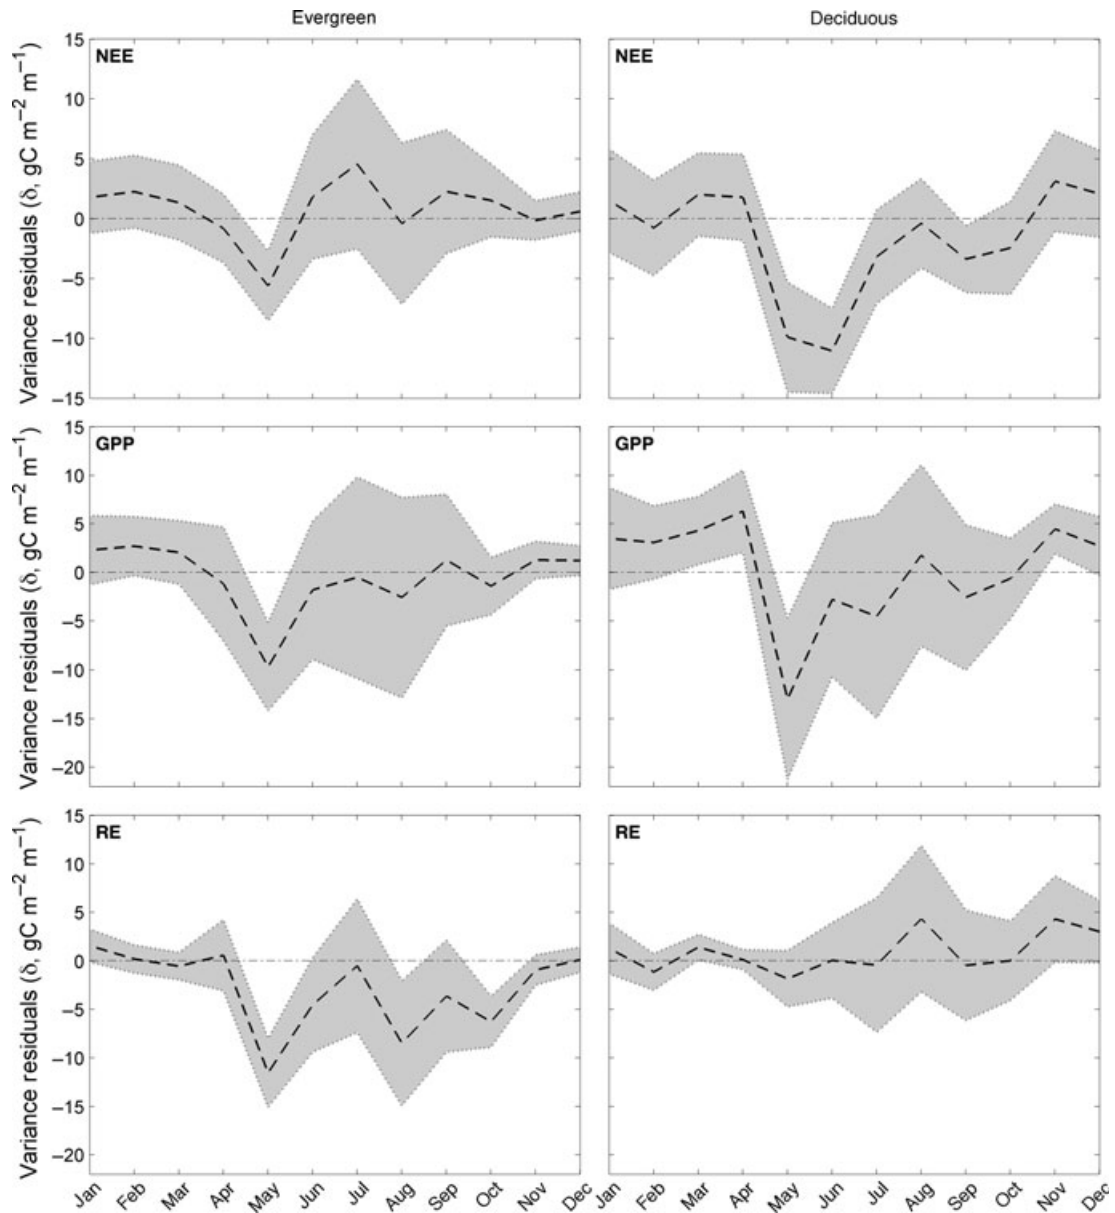 Evergreen
Deciduous
Variance residuals (δ, gC m⁻² m⁻¹)
15
10
5
0
−5
−10
−15
NEE
NEE
Variance residuals (δ, gC m⁻² m⁻¹)
15
10
5
0
−5
−10
−15
−20
GPP
GPP
Variance residuals (δ, gC m⁻² m⁻¹)
15
10
5
0
−5
−10
−15
−20
RE
RE
Jan Feb Mar Apr May Jun Jul Aug Sep Oct Nov Dec
Jan Feb Mar Apr May Jun Jul Aug Sep Oct Nov Dec